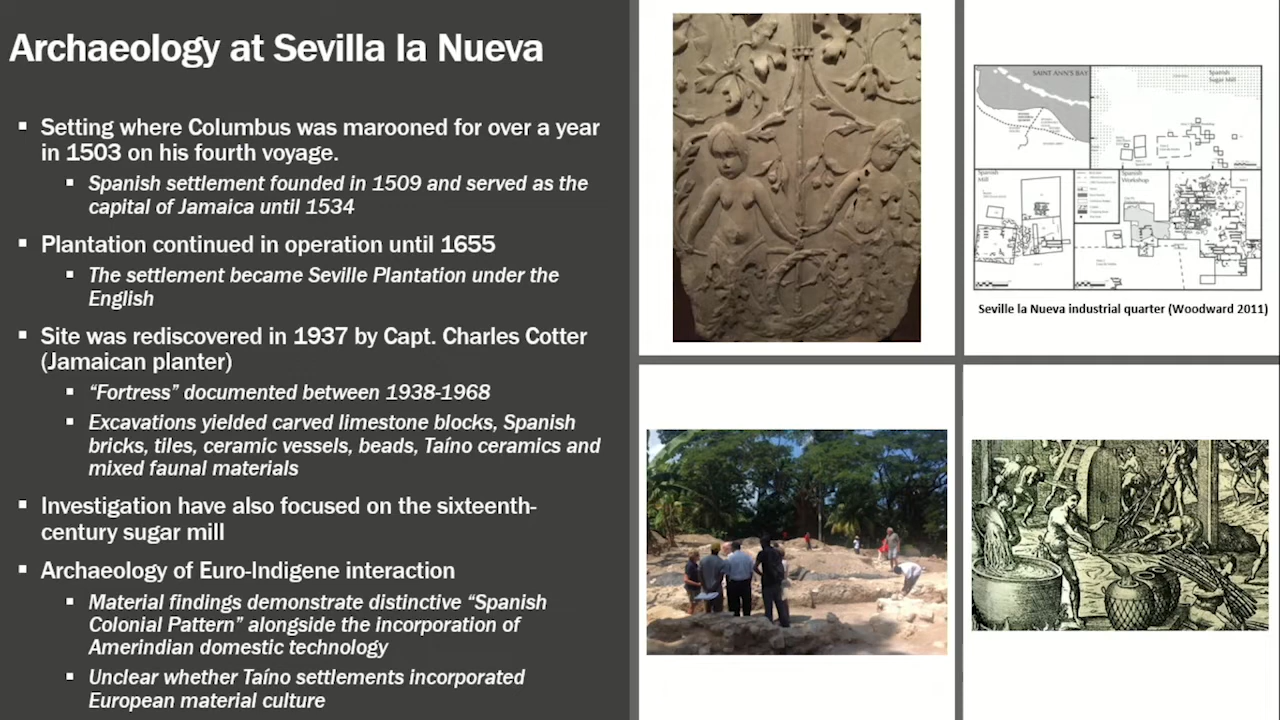 Archaeology at Sevilla la Nueva
▪ Setting where Columbus was marooned for over a year
in 1503 on his fourth voyage.
▪ Spanish settlement founded in 1509 and served as the
capital of Jamaica until 1534
▪ Plantation continued in operation until 1655
▪ The settlement became Seville Plantation under the
English
▪ Site was rediscovered in 1937 by Capt. Charles Cotter
(Jamaican planter)
▪ “Fortress” documented between 1938-1968
▪ Excavations yielded carved limestone blocks, Spanish
bricks, tiles, ceramic vessels, beads, Taíno ceramics and
mixed faunal materials
▪ Investigation have also focused on the sixteenth-
century sugar mill
▪ Archaeology of Euro-Indigene interaction
▪ Material findings demonstrate distinctive “Spanish
Colonial Pattern” alongside the incorporation of
Amerindian domestic technology
▪ Unclear whether Taíno settlements incorporated
European material culture
SAINT ANN'S BAY
Spanish
Sugar Mill
Spanish
Mill
Spanish
Workshop
Seville la Nueva industrial quarter (Woodward 2011)